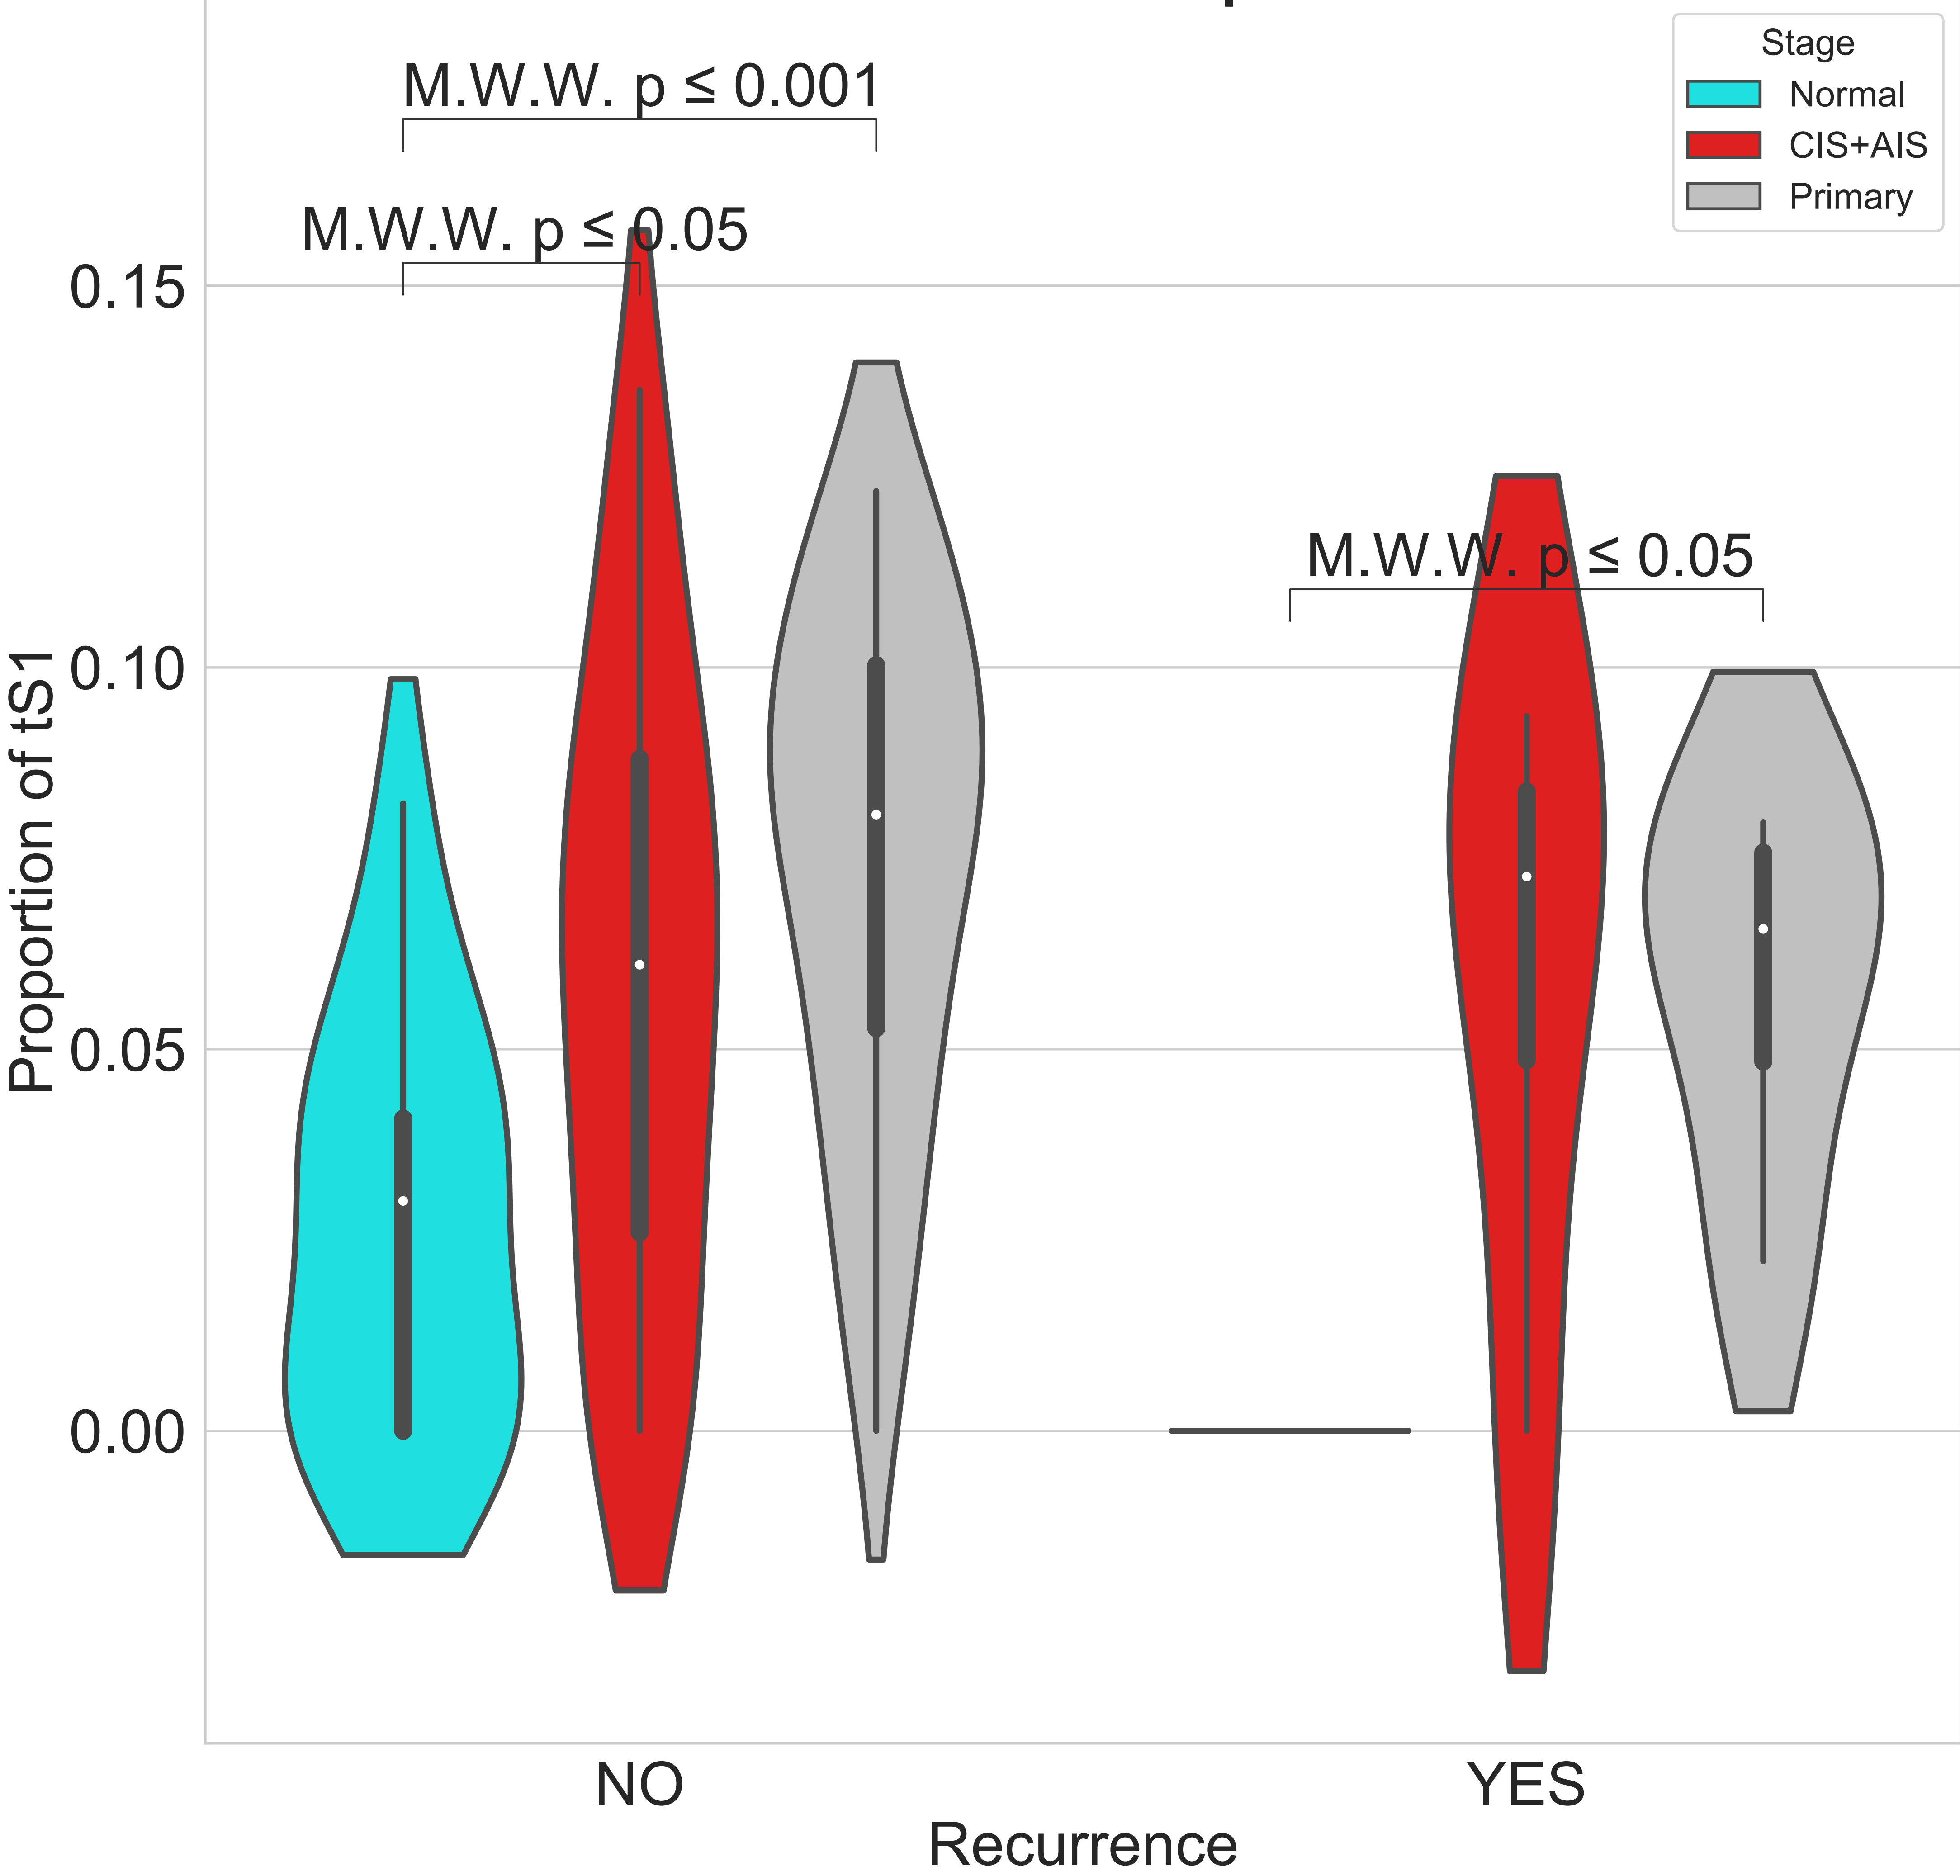 Stage
Normal
CIS+AIS
Primary
M.W.W. p ≤ 0.001
M.W.W. p ≤ 0.05
M.W.W. p ≤ 0.05
Proportion of tS1
0.15
0.10
0.05
0.00
NO
YES
Recurrence